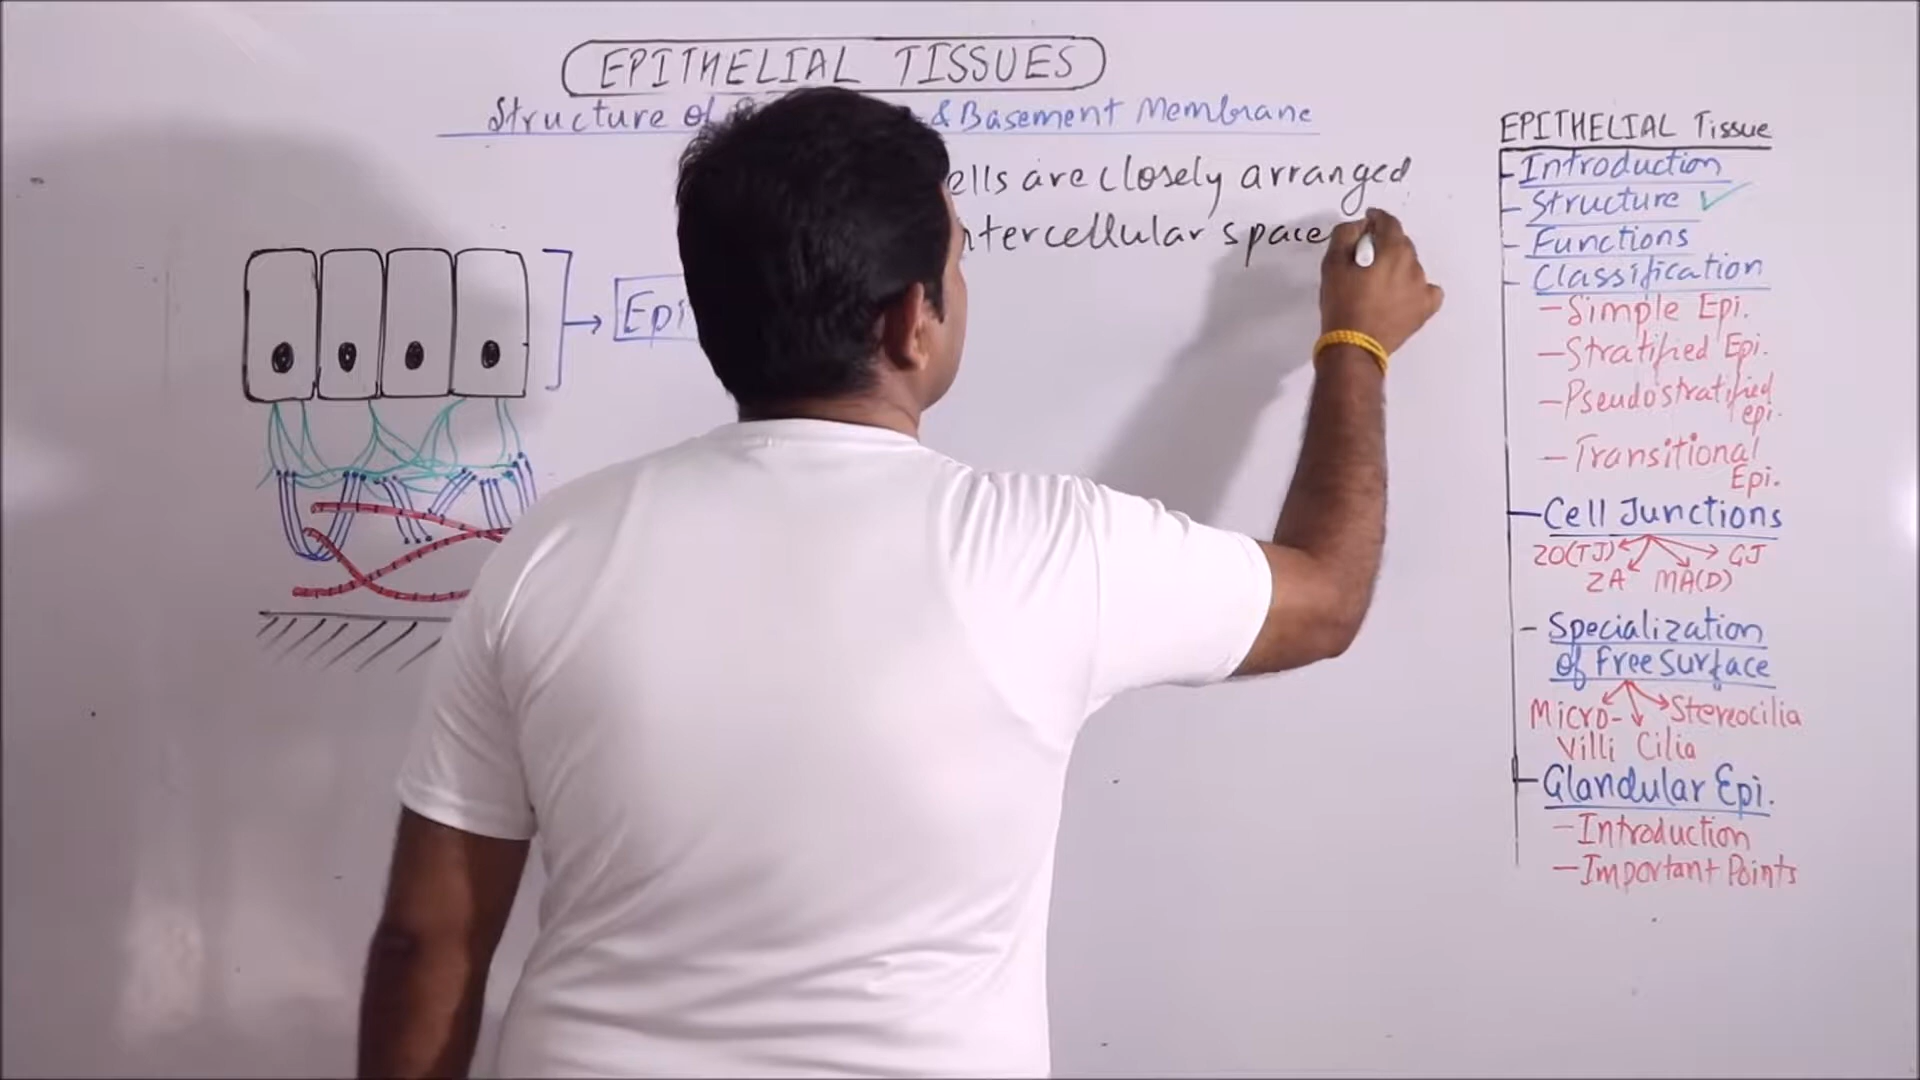 EPITHELIAL TISSUES
Structure of & Basement Membrane
ells are closely arranged
ntercellular space
Epi
EPITHELIAL Tissue
Introduction
Structure ✓
Functions
Classification
- Simple Epi.
- Stratified Epi.
- Pseudostratified
epi.
- Transitional
Epi.
Cell Junctions
ZO(TJ) GJ
ZA MA(D)
- Specialization
of Free Surface
Micro- Stereocilia
Villi Cilia
Glandular Epi.
- Introduction
- Important Points